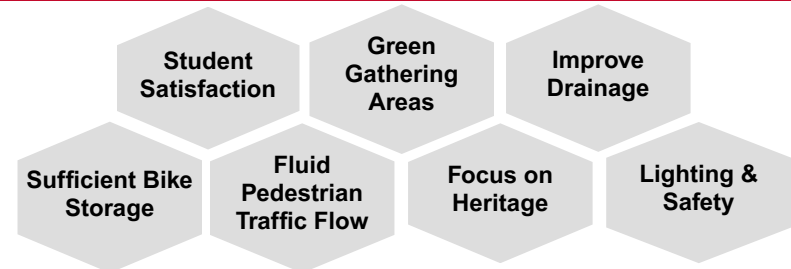 Student
Satisfaction
Green
Gathering
Areas
Improve
Drainage
Sufficient Bike
Storage
Fluid
Pedestrian
Traffic Flow
Focus on
Heritage
Lighting &
Safety